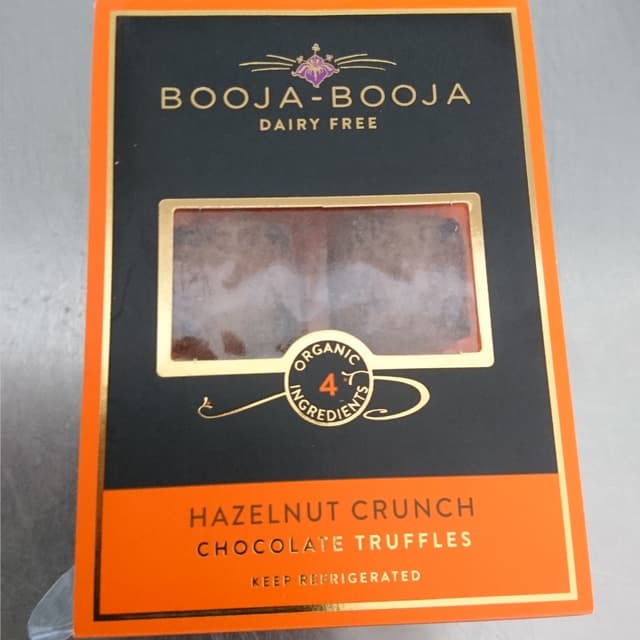 BOOJA-BOOJA
DAIRY FREE
ORGANIC
4
INGREDIENTS
HAZELNUT CRUNCH
CHOCOLATE TRUFFLES
KEEP REFRIGERATED